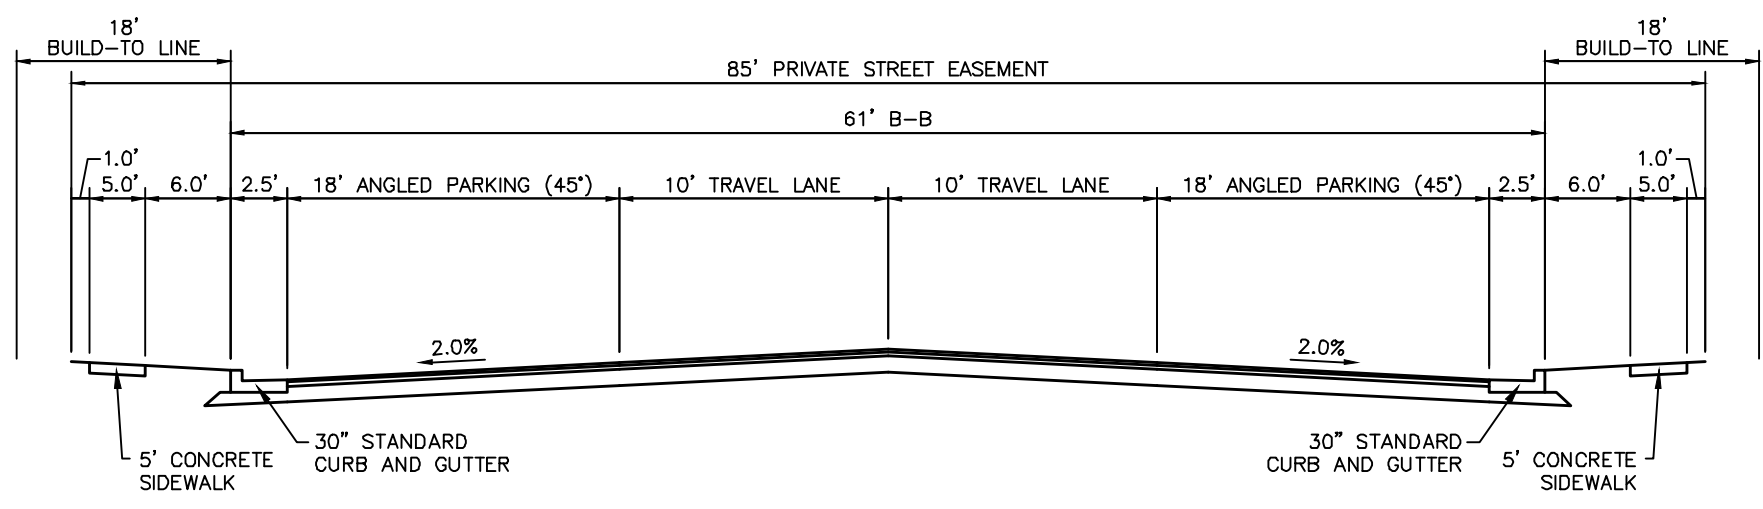 18'
BUILD-TO LINE
18'
BUILD-TO LINE
85' PRIVATE STREET EASEMENT
61' B-B
1.0'
1.0'
5.0'
6.0'
2.5'
18' ANGLED PARKING (45°)
10' TRAVEL LANE
10' TRAVEL LANE
18' ANGLED PARKING (45°)
2.5'
6.0'
5.0'
2.0%
2.0%
30" STANDARD
CURB AND GUTTER
5' CONCRETE
SIDEWALK
30" STANDARD
CURB AND GUTTER
5' CONCRETE
SIDEWALK